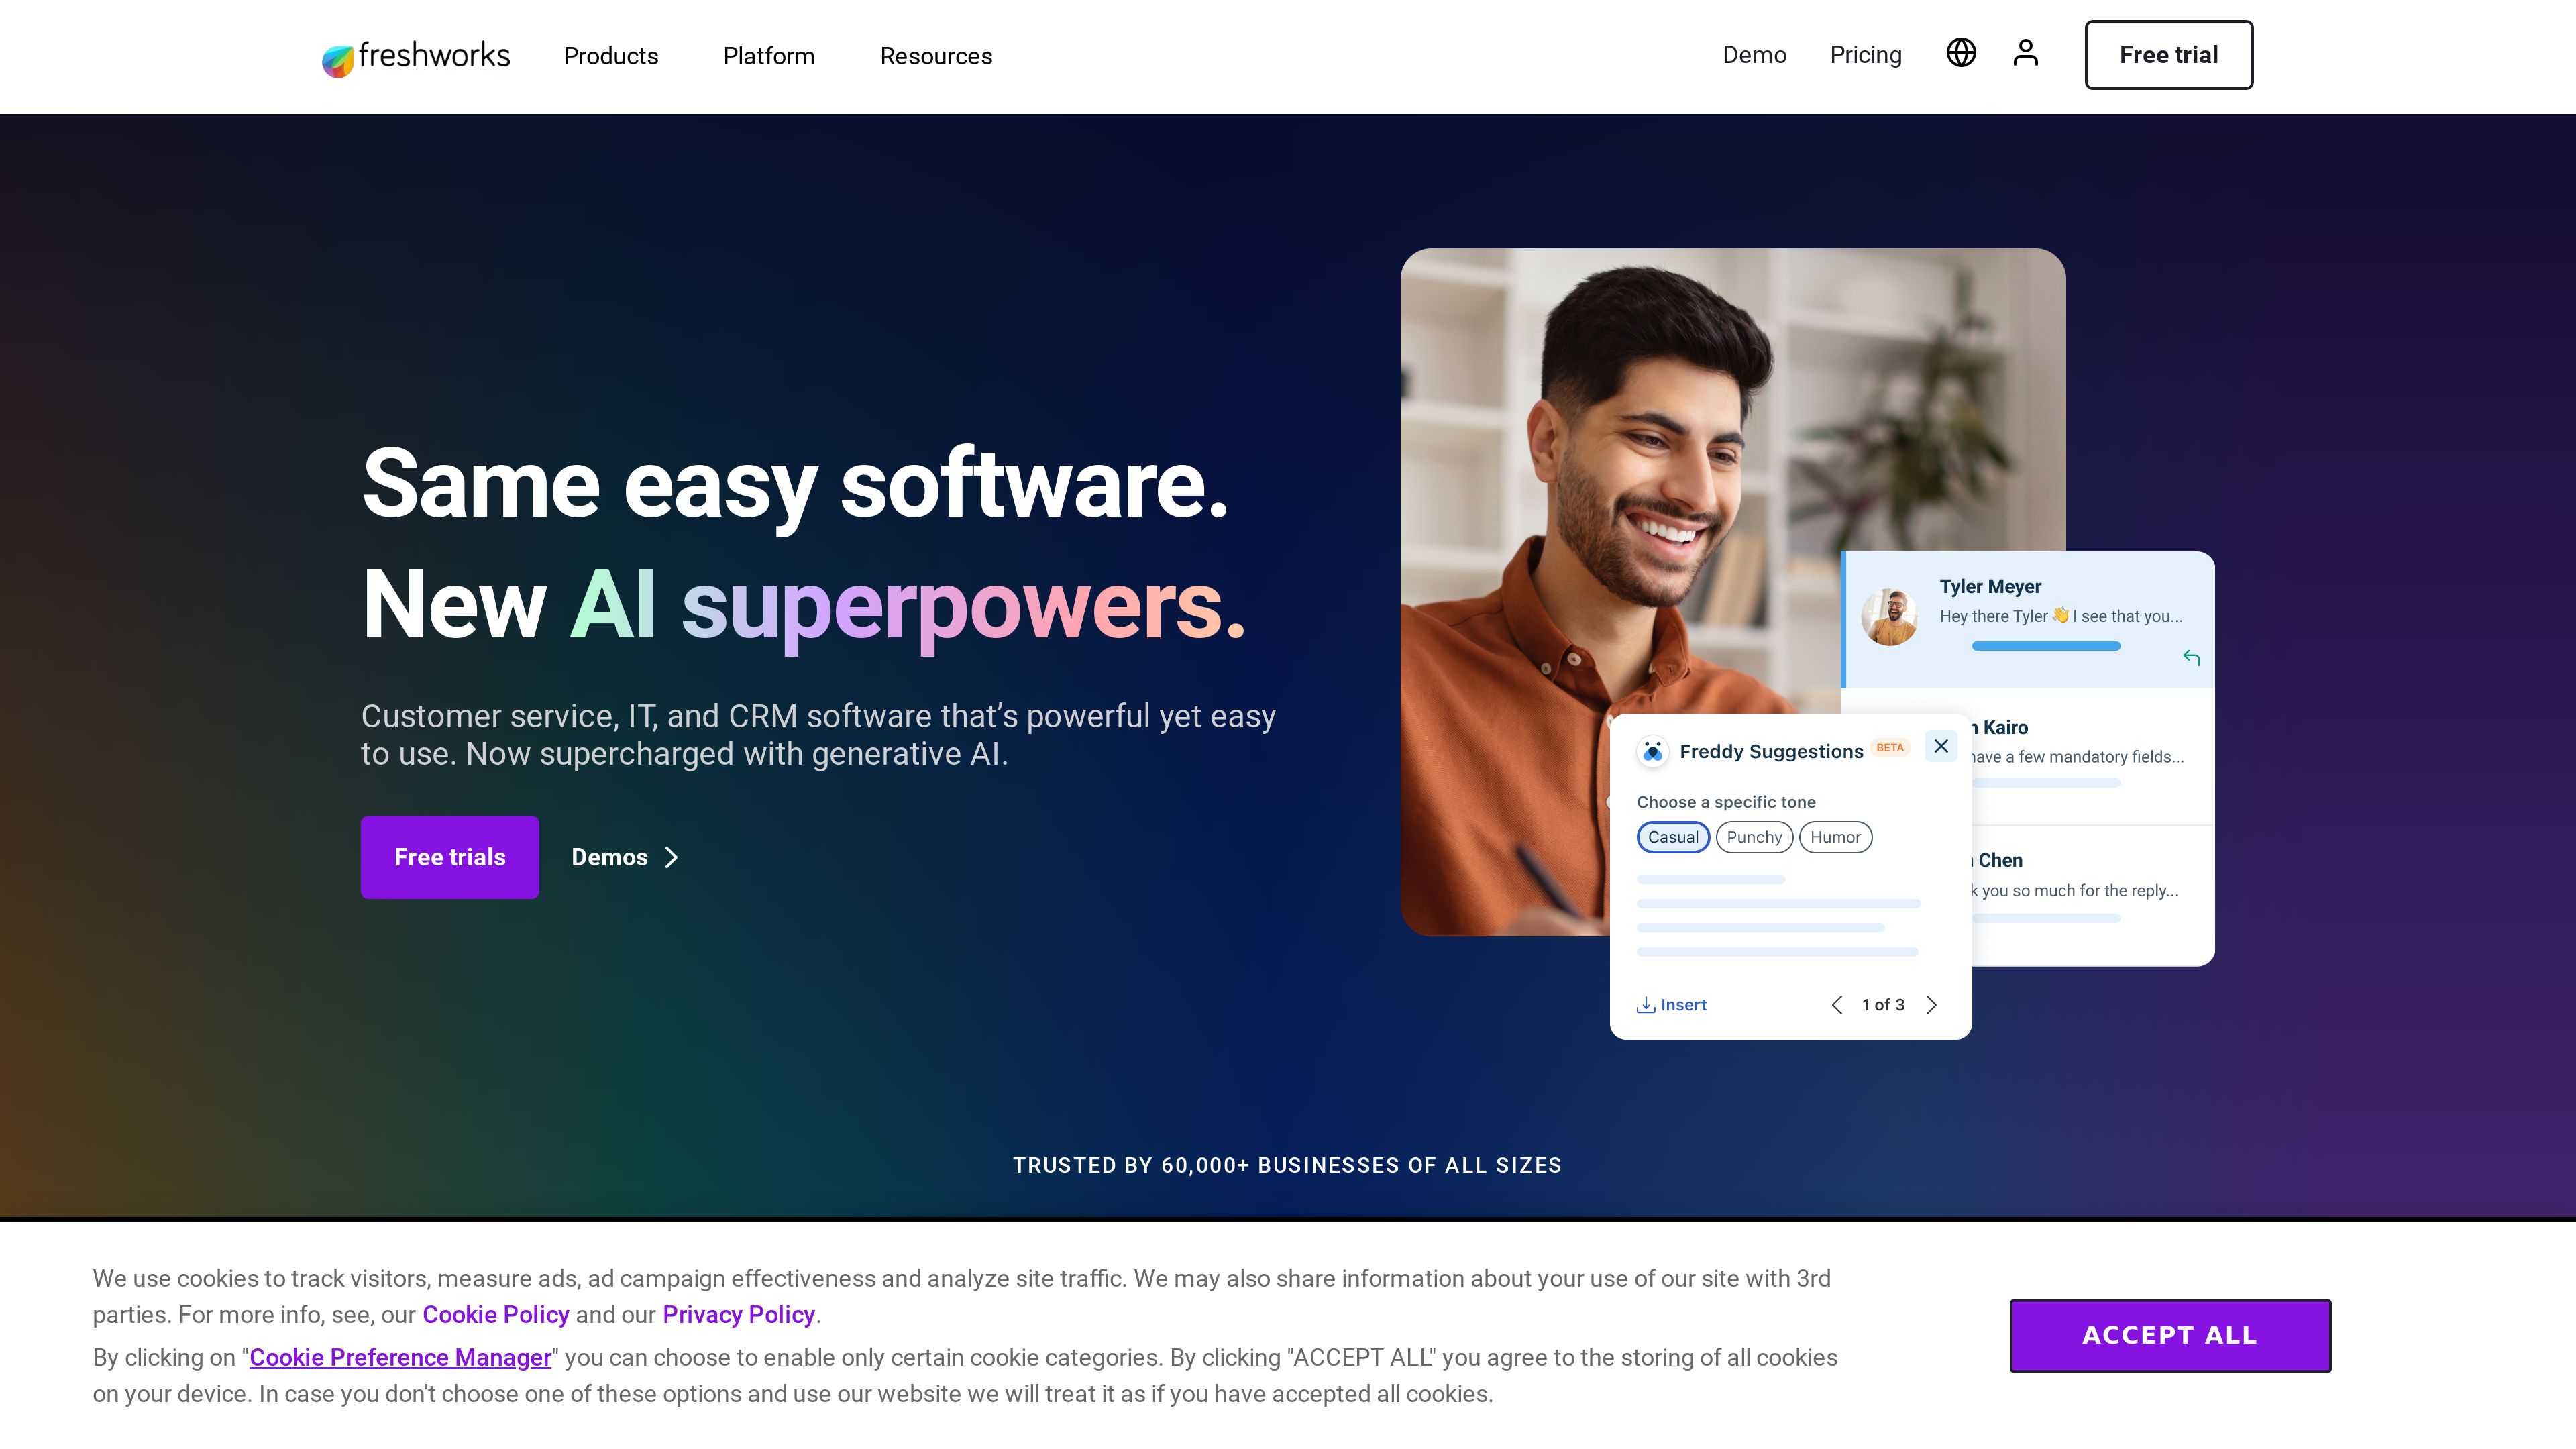 freshworks
Products
Platform
Resources
Demo
Pricing
Free trial
Same easy software.
New AI superpowers.
Customer service, IT, and CRM software that’s powerful yet easy
to use. Now supercharged with generative AI.
Free trials
Demos
Tyler Meyer
Hey there Tyler 👋 I see that you...
Kairo
have a few mandatory fields...
Chen
you so much for the reply...
Freddy Suggestions BETA
Choose a specific tone
Casual
Punchy
Humor
Insert
1 of 3
TRUSTED BY 60,000+ BUSINESSES OF ALL SIZES
We use cookies to track visitors, measure ads, ad campaign effectiveness and analyze site traffic. We may also share information about your use of our site with 3rd
parties. For more info, see, our Cookie Policy and our Privacy Policy.
By clicking on "Cookie Preference Manager" you can choose to enable only certain cookie categories. By clicking "ACCEPT ALL" you agree to the storing of all cookies
on your device. In case you don't choose one of these options and use our website we will treat it as if you have accepted all cookies.
ACCEPT ALL